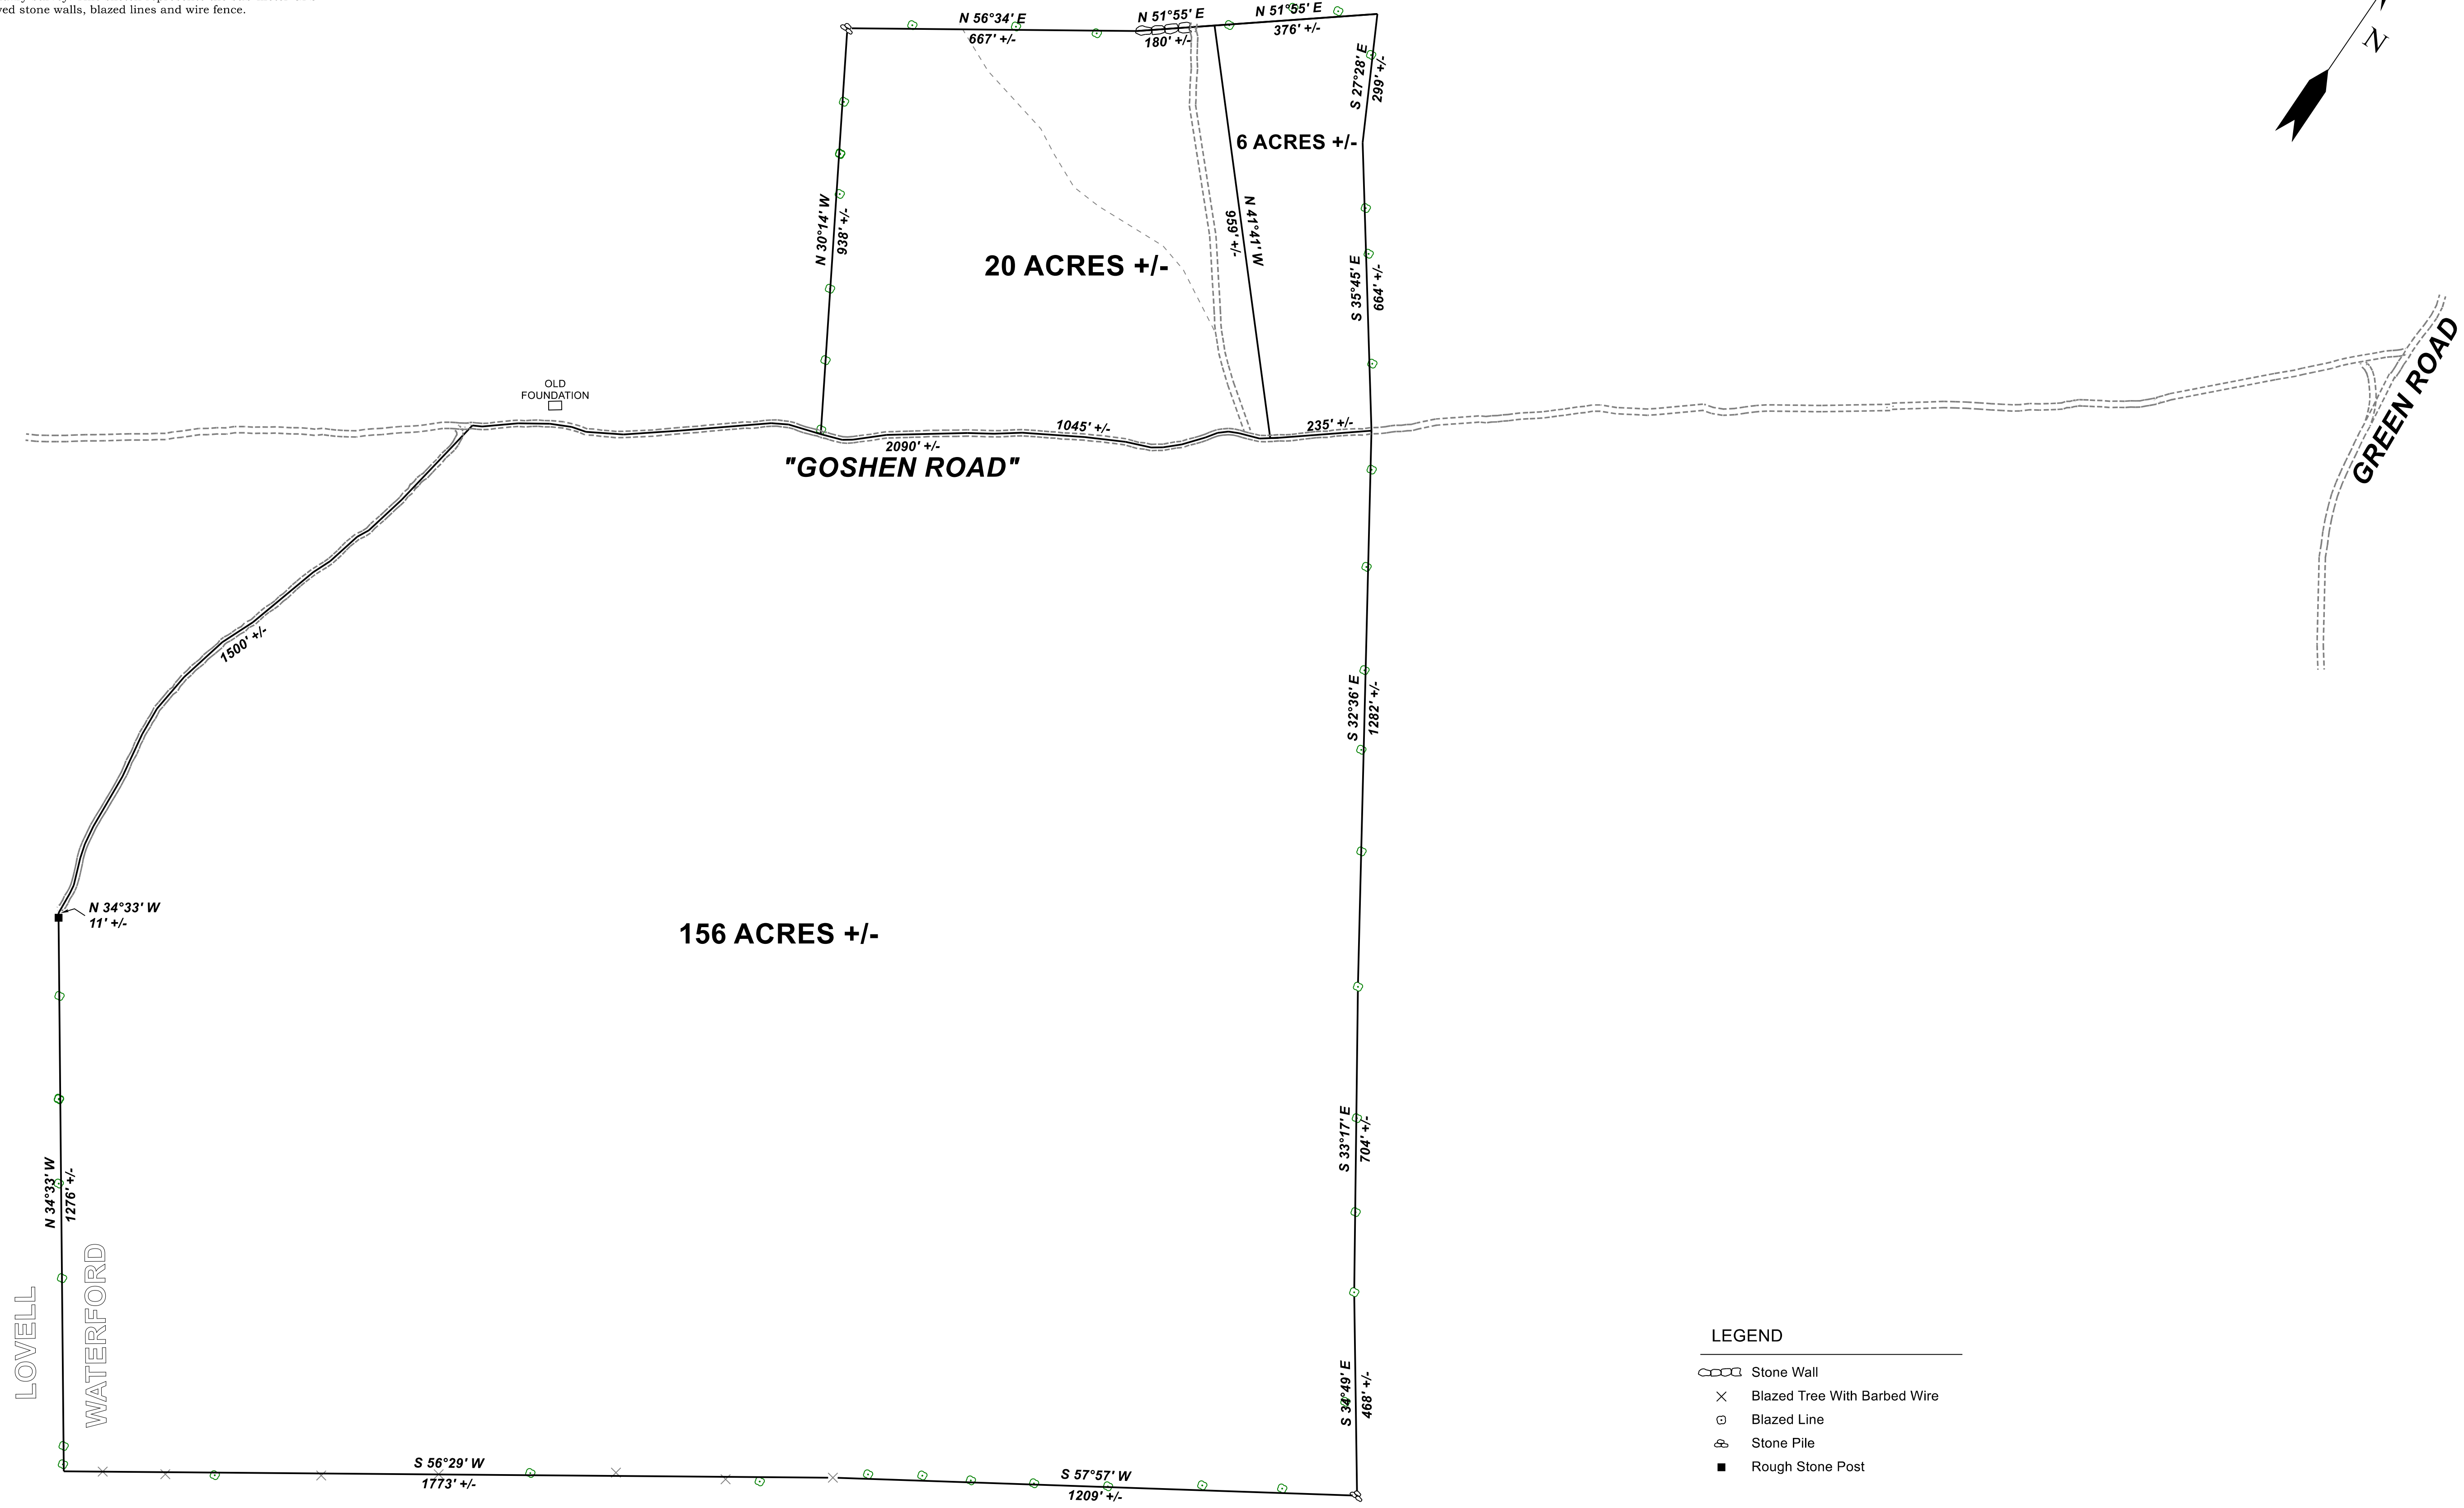 ved stone walls, blazed lines and wire fence.
N 56°34' E
667' +/-
N 51°55' E
180' +/-
N 51°55' E
376' +/-
N
S 27°28' E
299' +/-
6 ACRES +/-
N 30°14' W
938' +/-
N 41°41' W
959' +/-
20 ACRES +/-
S 35°45' E
664' +/-
GREEN ROAD
OLD
FOUNDATION
1045' +/-
235' +/-
2090' +/-
"GOSHEN ROAD"
1500' +/-
S 32°36' E
1282' +/-
N 34°33' W
11' +/-
156 ACRES +/-
S 33°17' E
704' +/-
N 34°33' W
1276' +/-
LOVELL
WATERFORD
S 34°49' E
468' +/-
S 56°29' W
1773' +/-
S 57°57' W
1209' +/-
LEGEND
Stone Wall
Blazed Tree With Barbed Wire
Blazed Line
Stone Pile
Rough Stone Post